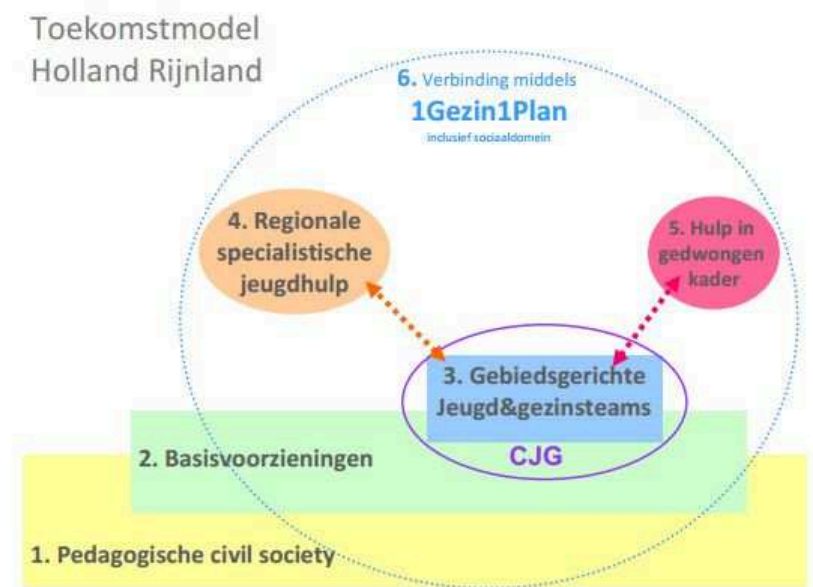 Toekomstmodel
Holland Rijnland
6. Verbinding middels
1Gezin1Plan
inclusief sociaaldomein
4. Regionale
specialistische
jeugdhulp
5. Hulp in
gedwongen
kader
3. Gebiedsgerichte
Jeugd&gezinsteams
CJG
2. Basisvoorzieningen
1. Pedagogische civil society